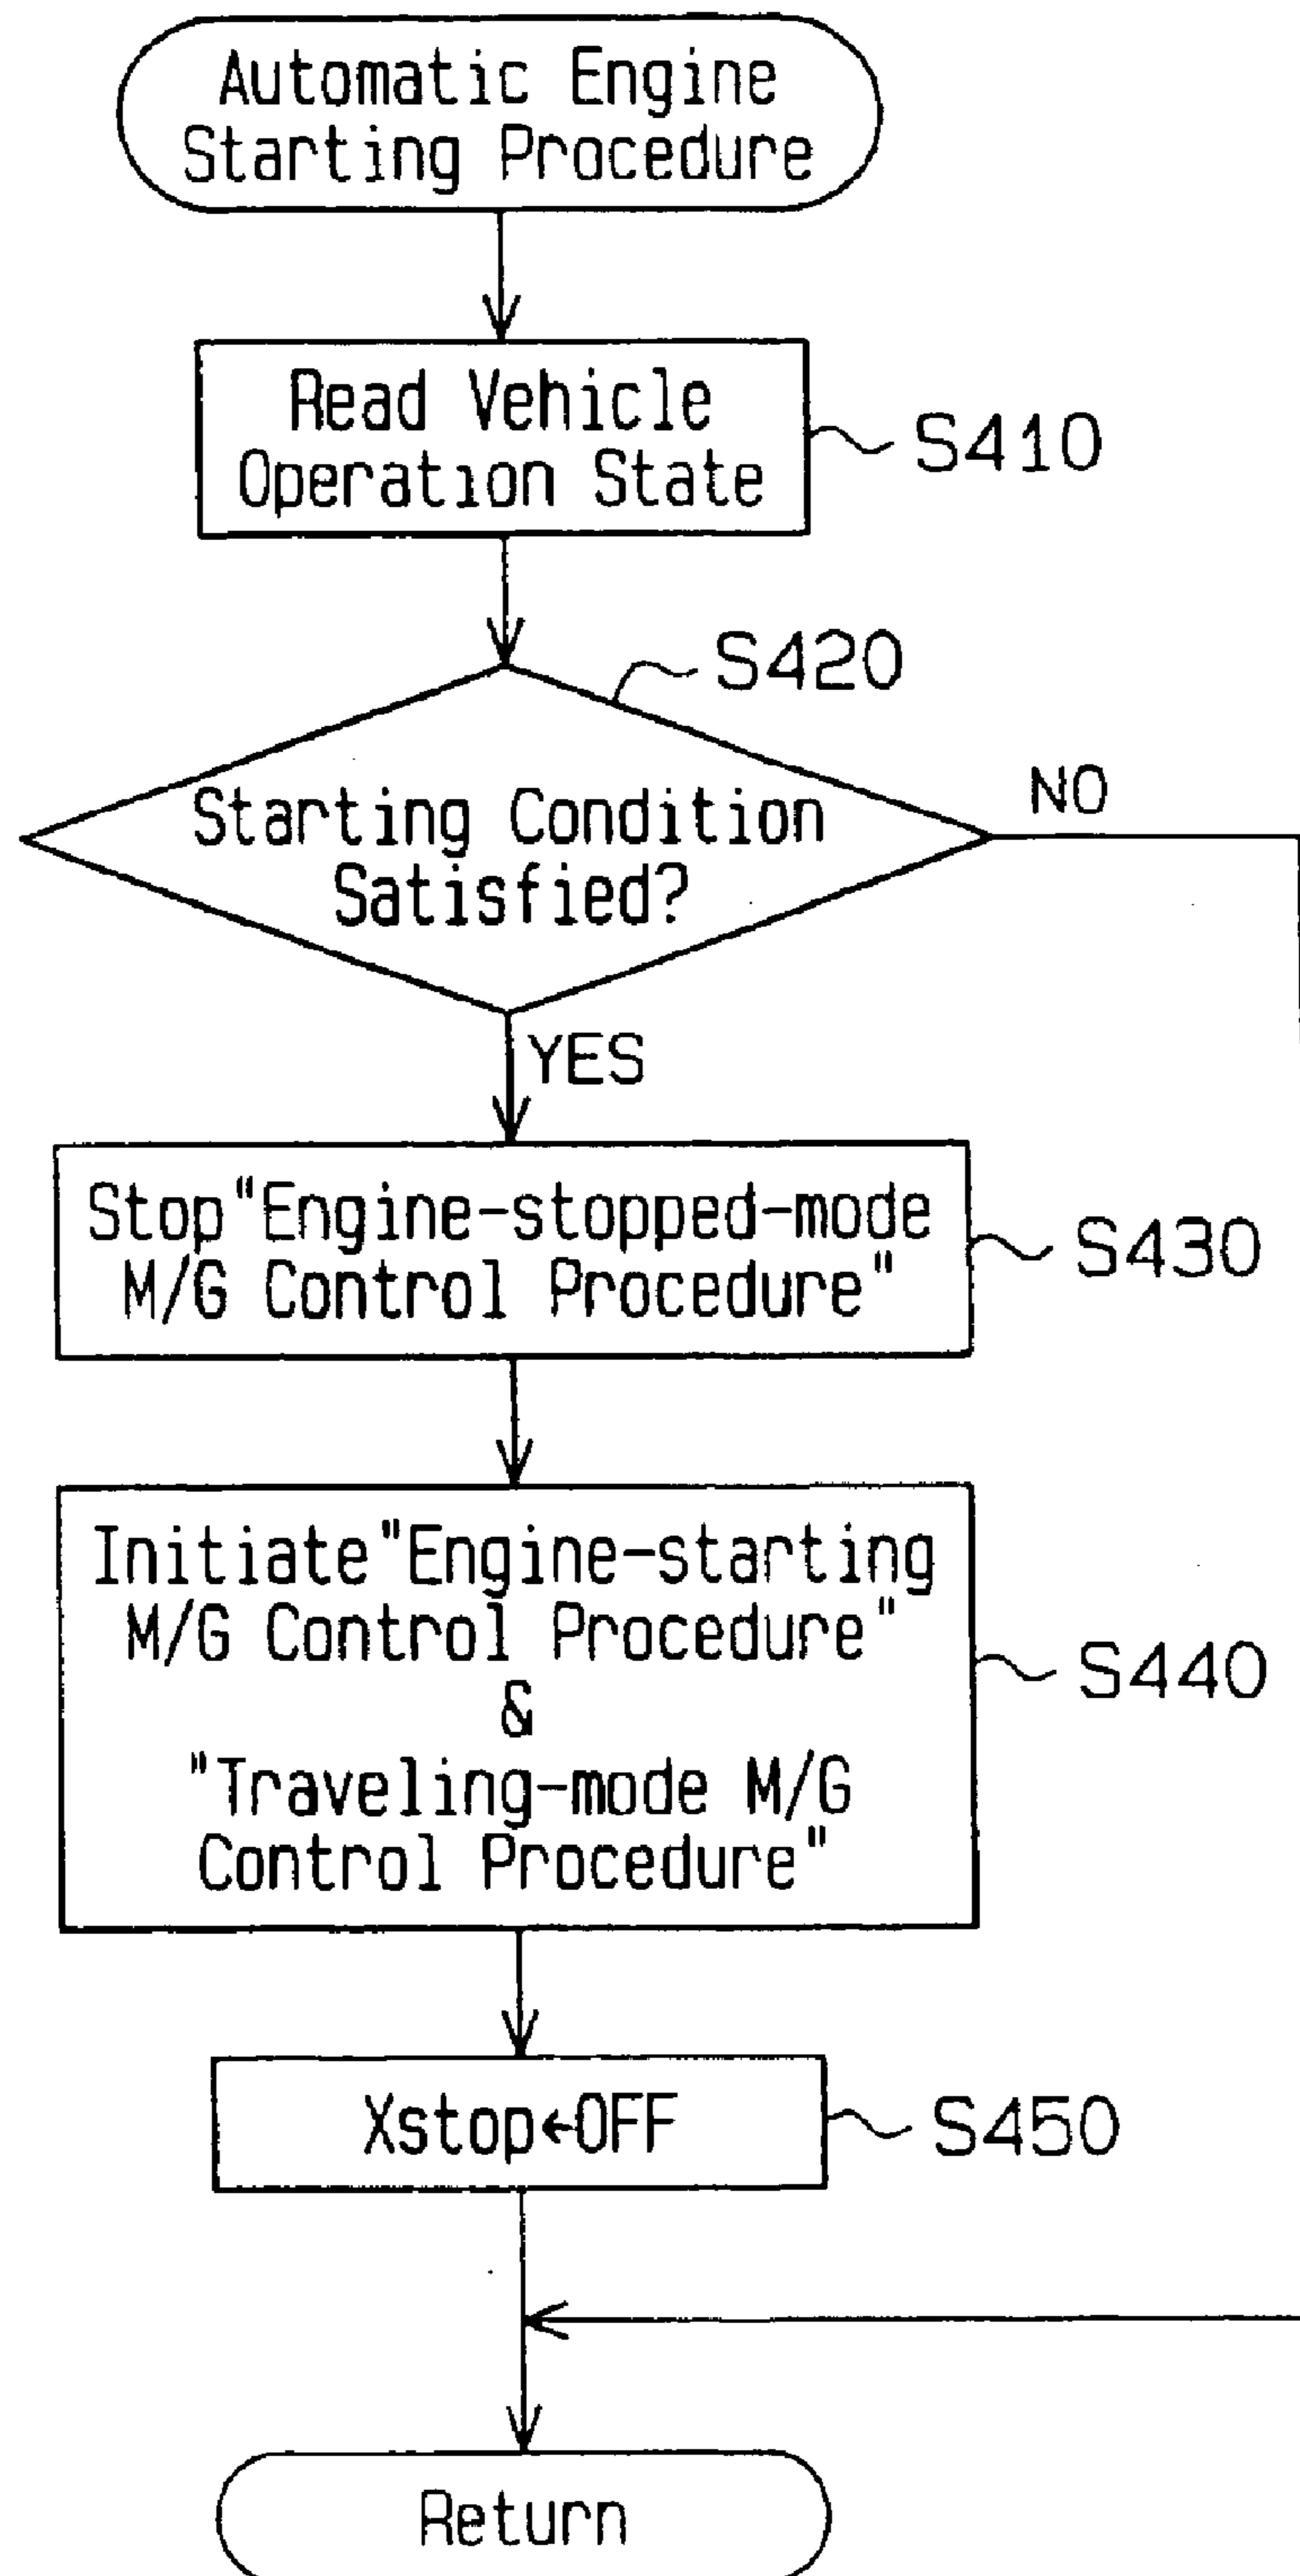 Automatic Engine
Starting Procedure
Read Vehicle
Operation State
S410
S420
Starting Condition
Satisfied?
NO
YES
Stop"Engine-stopped-mode
M/G Control Procedure"
S430
Initiate"Engine-starting
M/G Control Procedure"
&
"Traveling-mode M/G
Control Procedure"
S440
Xstop←OFF
S450
Return